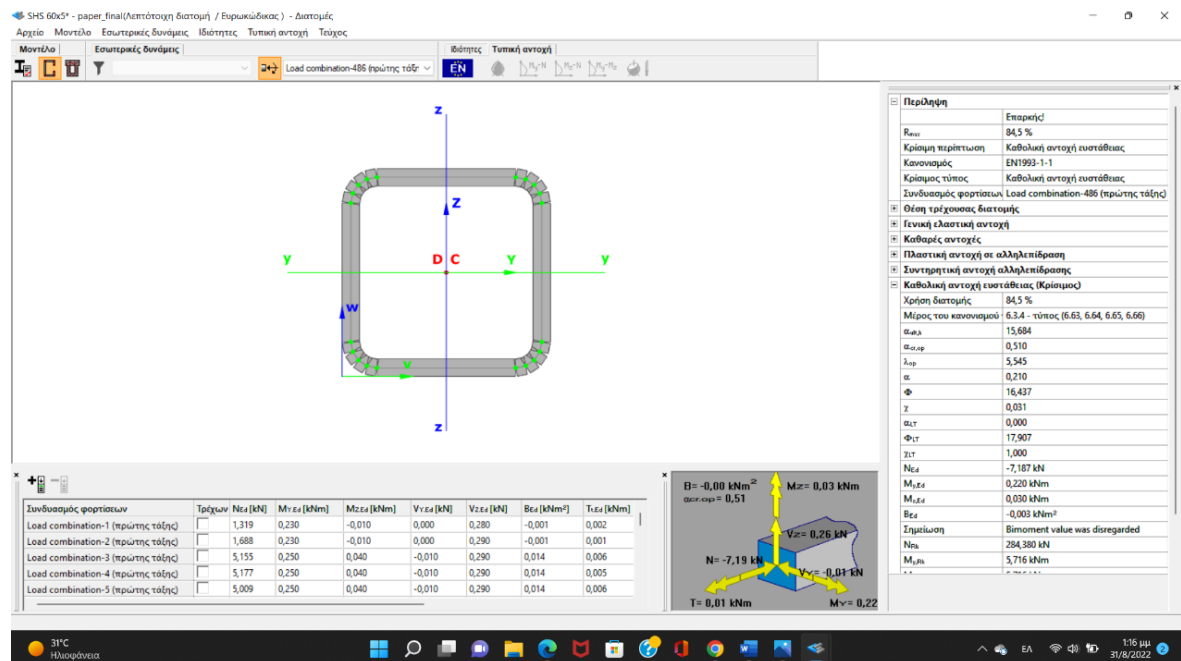 SHS 60x5* - paper_final(Λεπτότοιχη διατομή / Ευρωκώδικας ) - Διατομές
Αρχείο Μοντέλο Εσωτερικές δυνάμεις Ιδιότητες Τυπική αντοχή Τεύχος
Μοντέλο Εσωτερικές δυνάμεις Ιδιότητες Τυπική αντοχή
Load combination-486 (πρώτης τάξr EN My-N Mz-N My-Mz
z
Z
y D C Y y
w
v
z
Περίληψη
Επαρκής!
Rmax 84,5 %
Κρίσιμη περίπτωση Καθολική αντοχή ευστάθειας
Κανονισμός EN1993-1-1
Κρίσιμος τύπος Καθολική αντοχή ευστάθειας
Συνδυασμός φορτίσεων Load combination-486 (πρώτης τάξης)
Θέση τρέχουσας διατομής
Γενική ελαστική αντοχή
Καθαρές αντοχές
Πλαστική αντοχή σε αλληλεπίδραση
Συντηρητική αντοχή αλληλεπίδρασης
Καθολική αντοχή ευστάθειας (Κρίσιμος)
Χρήση διατομής 84,5 %
Μέρος του κανονισμού 6.3.4 - τύπος (6.63, 6.64, 6.65, 6.66)
αult,k 15,684
αcr,op 0,510
λop 5,545
α 0,210
Φ 16,437
χ 0,031
αLT 0,000
ΦLT 17,907
χLT 1,000
NEd -7,187 kN
My,Ed 0,220 kNm
Mz,Ed 0,030 kNm
BEd -0,003 kNm²
Σημείωση Bimoment value was disregarded
NRk 284,380 kN
My,Rk 5,716 kNm
Συνδυασμός φορτίσεων Τρέχων NEd [kN] MY.Ed [kNm] MZ.Ed [kNm] VY.Ed [kN] VZ.Ed [kN] BEd [kNm²] Tt.Ed [kNm]
Load combination-1 (πρώτης τάξης) 1,319 0,230 -0,010 0,000 0,280 -0,001 0,002
Load combination-2 (πρώτης τάξης) 1,688 0,230 -0,010 0,000 0,290 -0,001 0,001
Load combination-3 (πρώτης τάξης) 5,155 0,250 0,040 -0,010 0,290 0,014 0,006
Load combination-4 (πρώτης τάξης) 5,177 0,250 0,040 -0,010 0,290 0,014 0,005
Load combination-5 (πρώτης τάξης) 5,009 0,250 0,040 -0,010 0,290 0,014 0,006
B= -0,00 kNm² Mz= 0,03 kNm
αcr.op= 0,51
Vz= 0,26 kN
N= -7,19 kN
VY= -0,01 kN
T= 0,01 kNm MY= 0,22
31°C
Ηλιοφάνεια
ΕΛ
1:16 μμ
31/8/2022
2